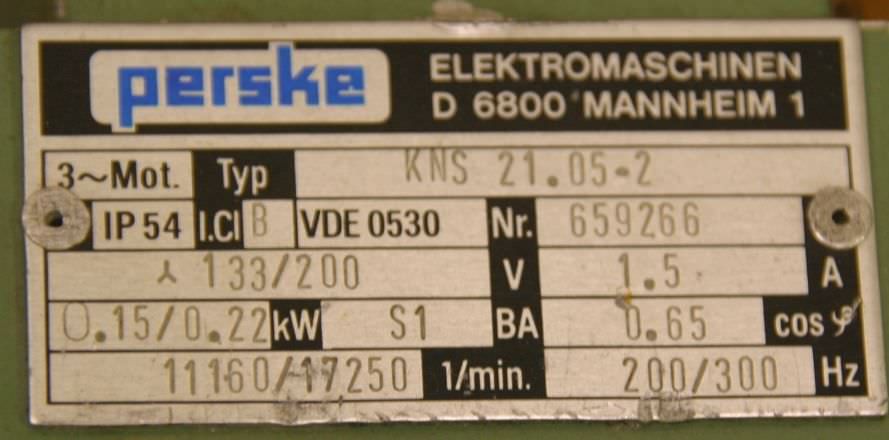 perske ELEKTROMASCHINEN
D 6800 MANNHEIM 1
3~Mot. Typ KNS 21.05-2
IP 54 I.Cl B VDE 0530 Nr. 659266
⅄ 133/200 V 1.5 A
0.15/0.22 kW S1 BA 0.65 cos φ
11160/17250 1/min. 200/300 Hz